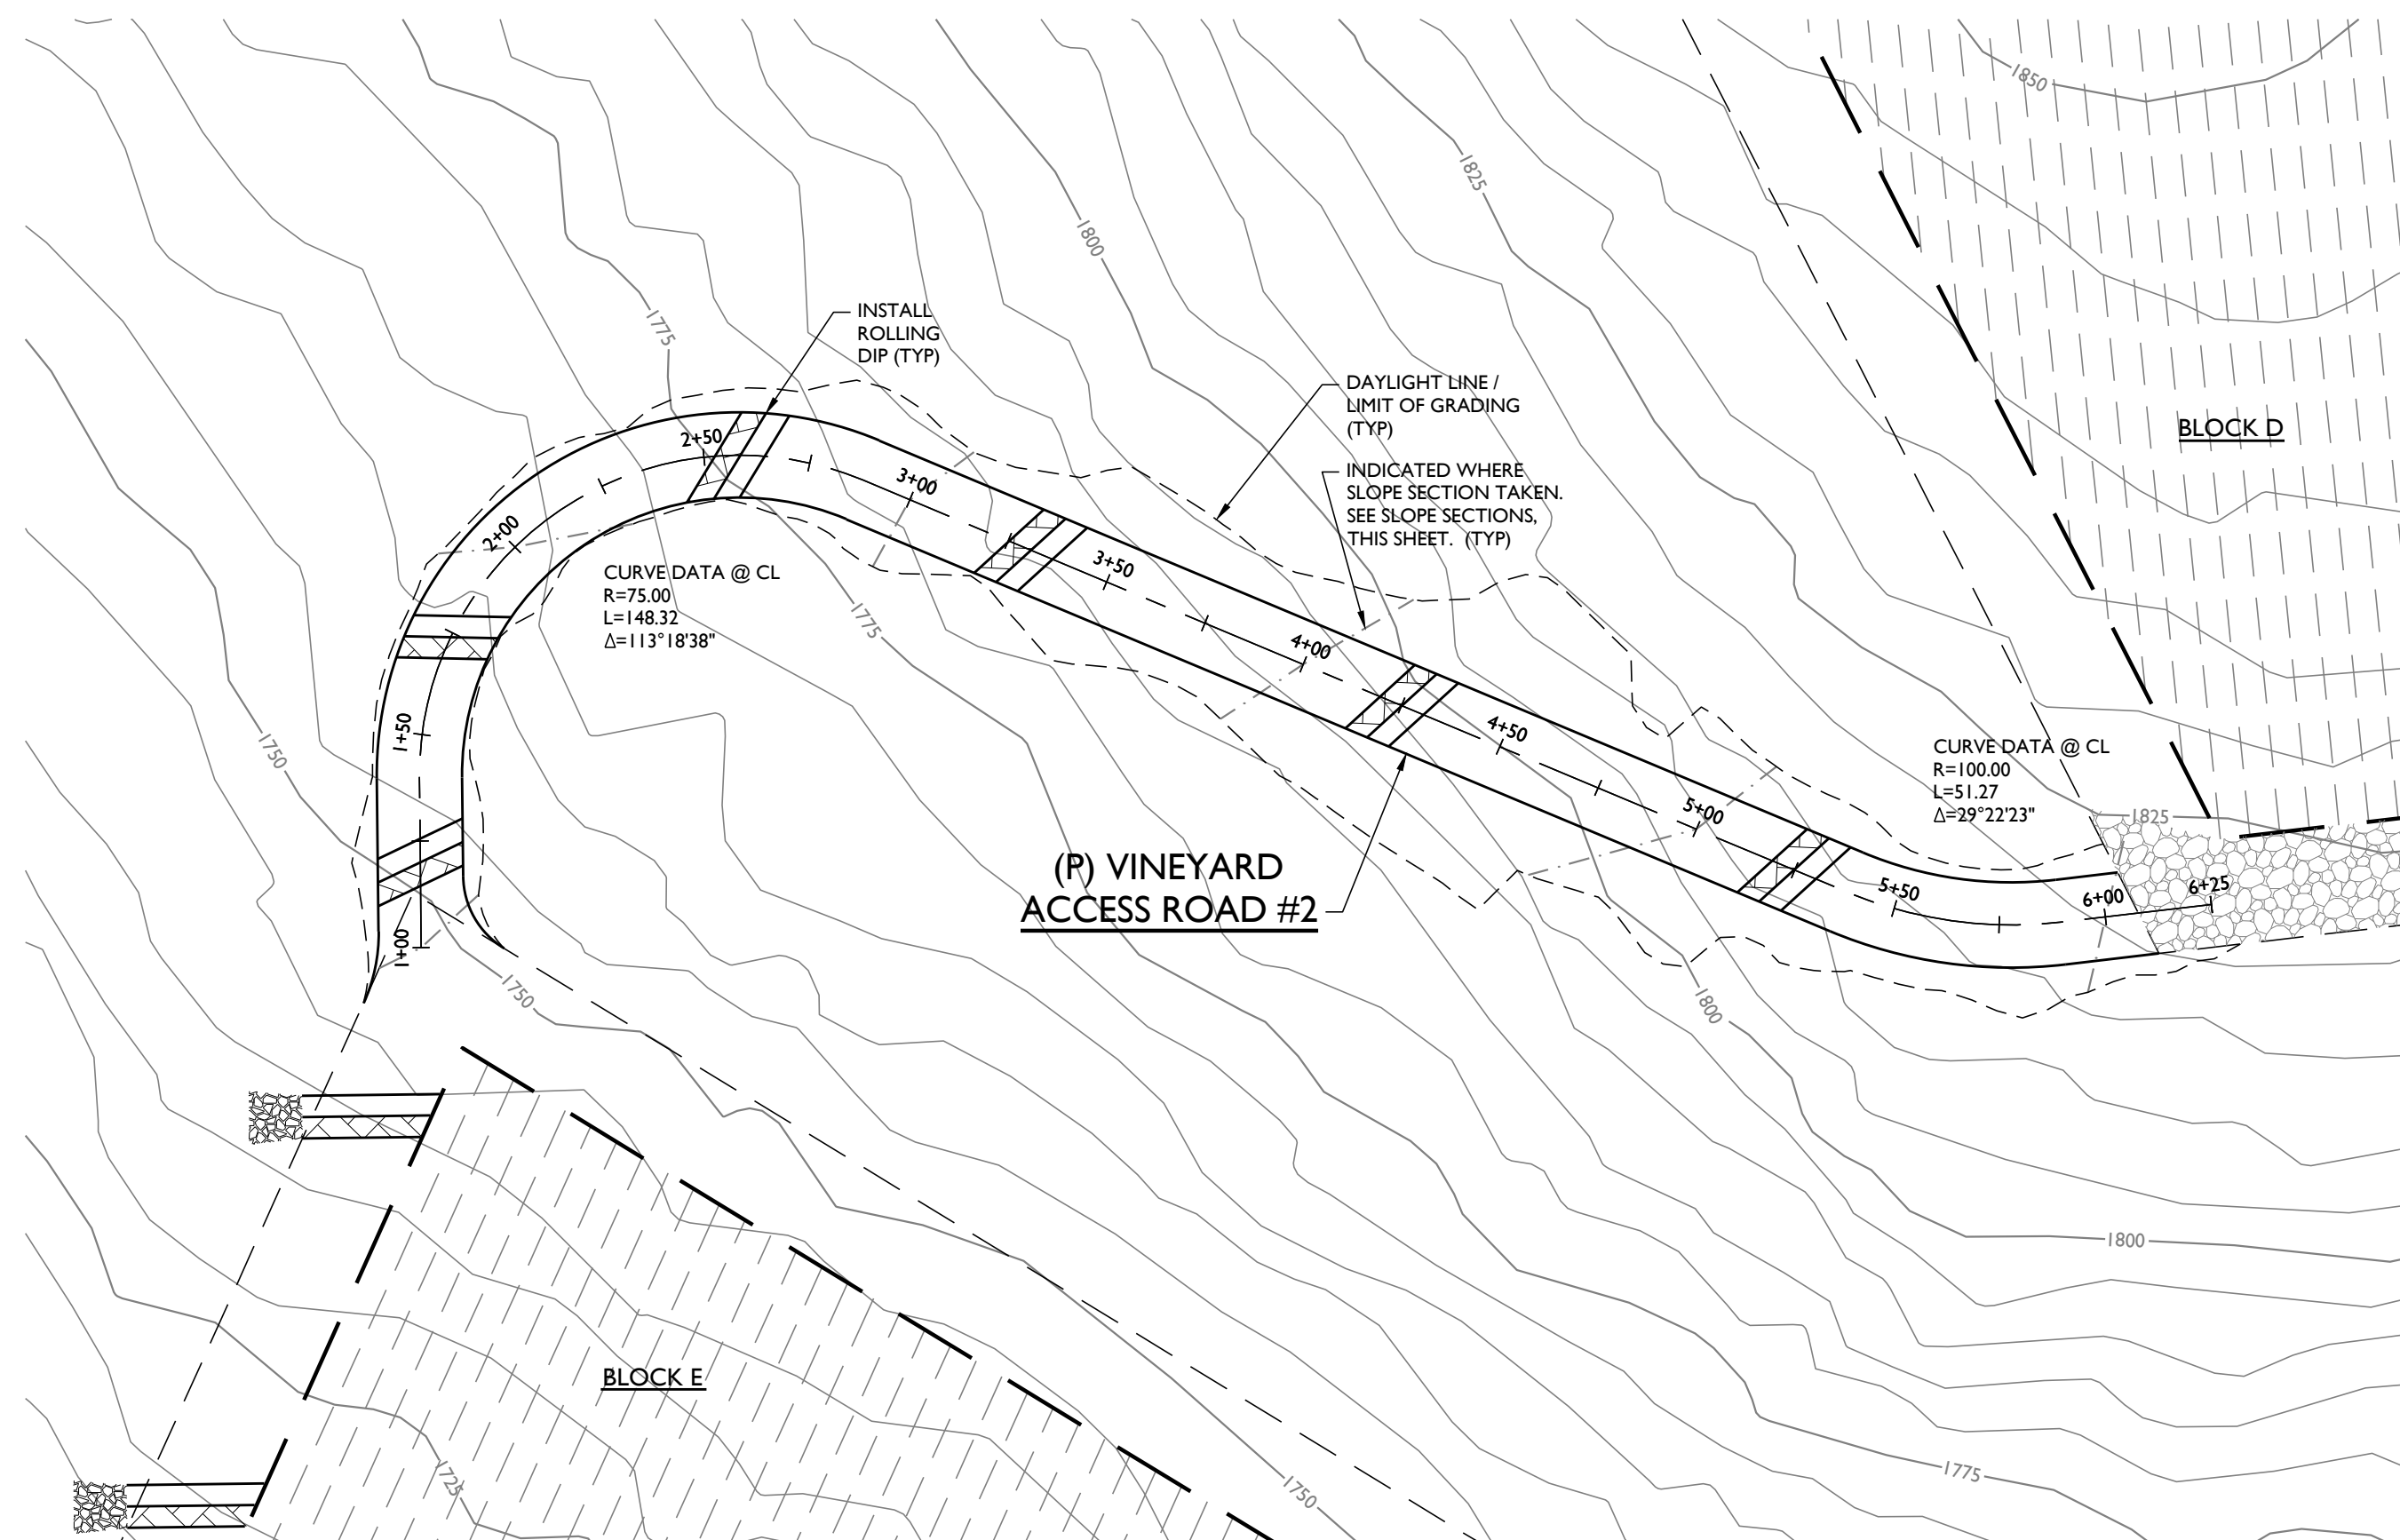 1850
1825
1800
INSTALL
ROLLING
DIP (TYP)
1775
DAYLIGHT LINE /
LIMIT OF GRADING
(TYP)
BLOCK D
2+50
INDICATED WHERE
SLOPE SECTION TAKEN.
SEE SLOPE SECTIONS,
THIS SHEET. (TYP)
3+00
2+00
3+50
CURVE DATA @ CL
R=75.00
L=148.32
Δ=113°18'38"
1775
4+00
1+50
4+50
1750
CURVE DATA @ CL
R=100.00
L=51.27
Δ=29°22'23"
5+00
1825
(P) VINEYARD
ACCESS ROAD #2
5+50
6+00
6+25
1+00
1750
1800
1800
BLOCK E
1725
1750
1775